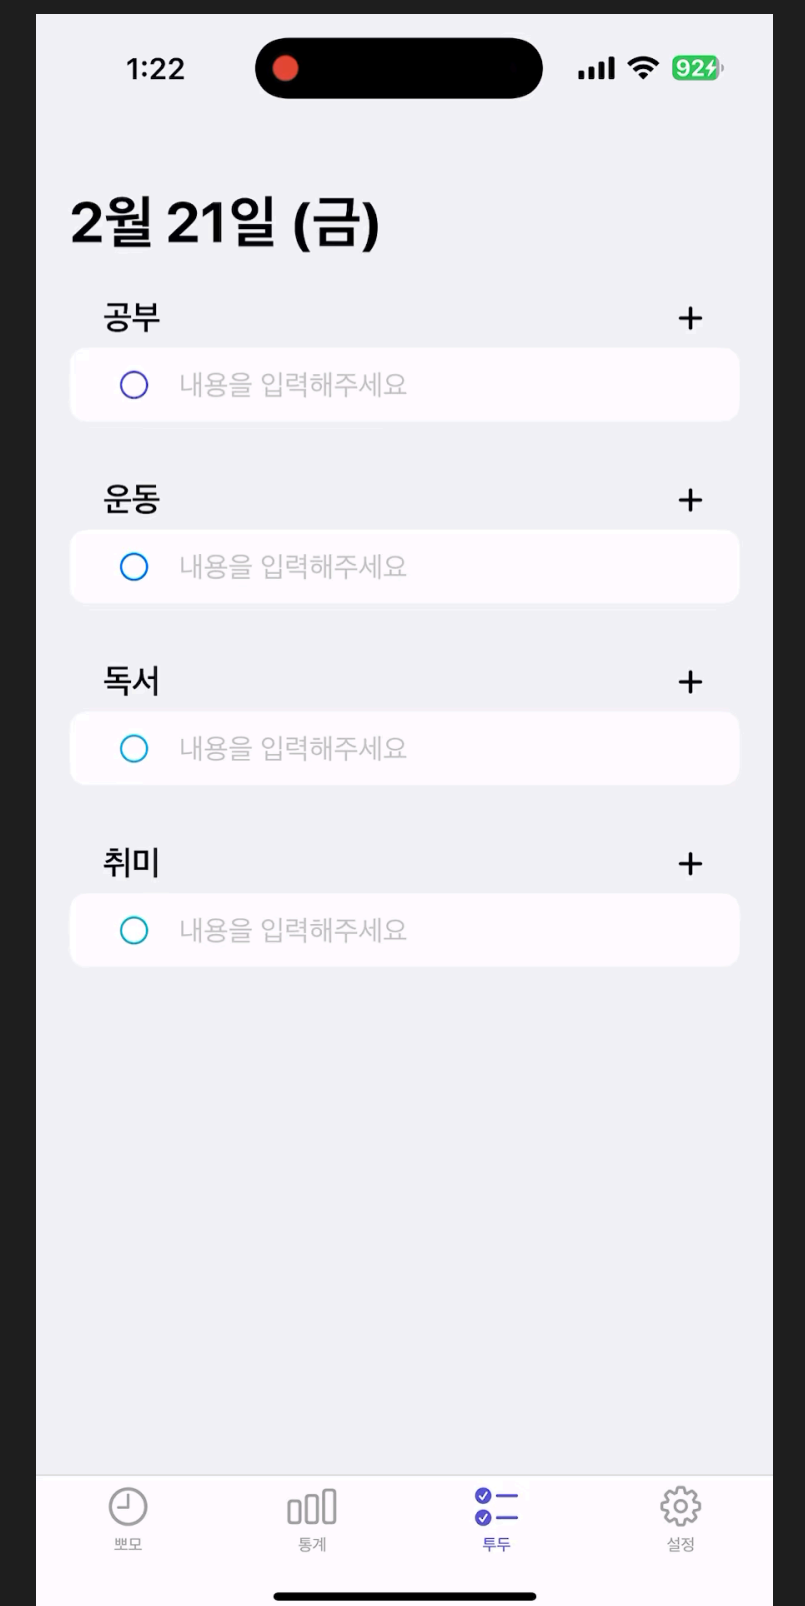 1:22
92
2월 21일 (금)
공부 +
내용을 입력해주세요
운동 +
내용을 입력해주세요
독서 +
내용을 입력해주세요
취미 +
내용을 입력해주세요
뽀모 통계 투두 설정